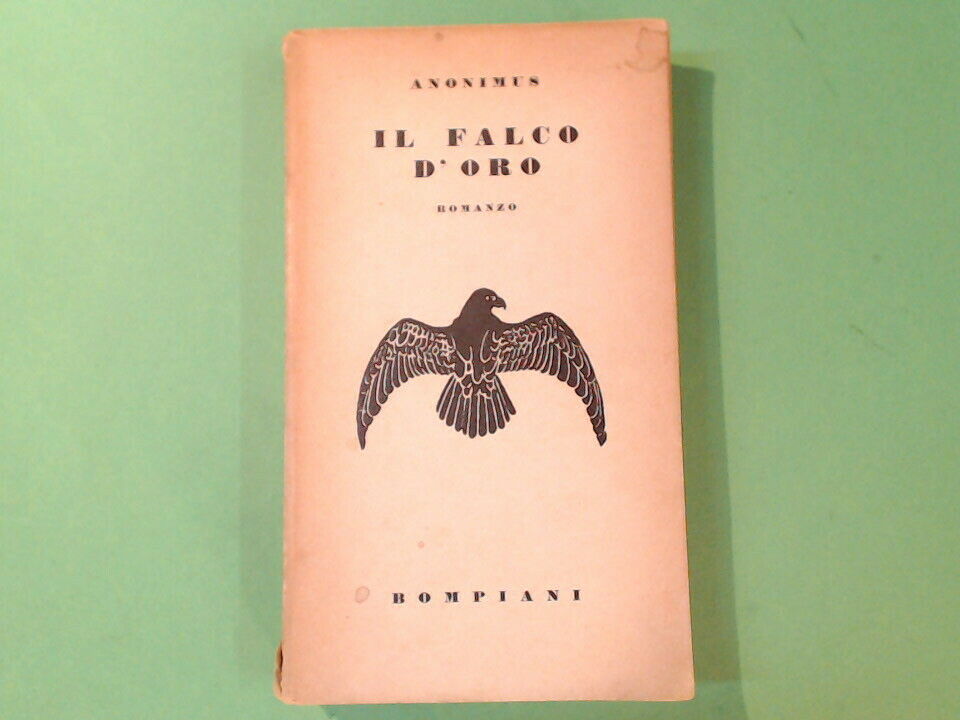 ANONIMUS
IL FALCO
D'ORO
ROMANZO
BOMPIANI